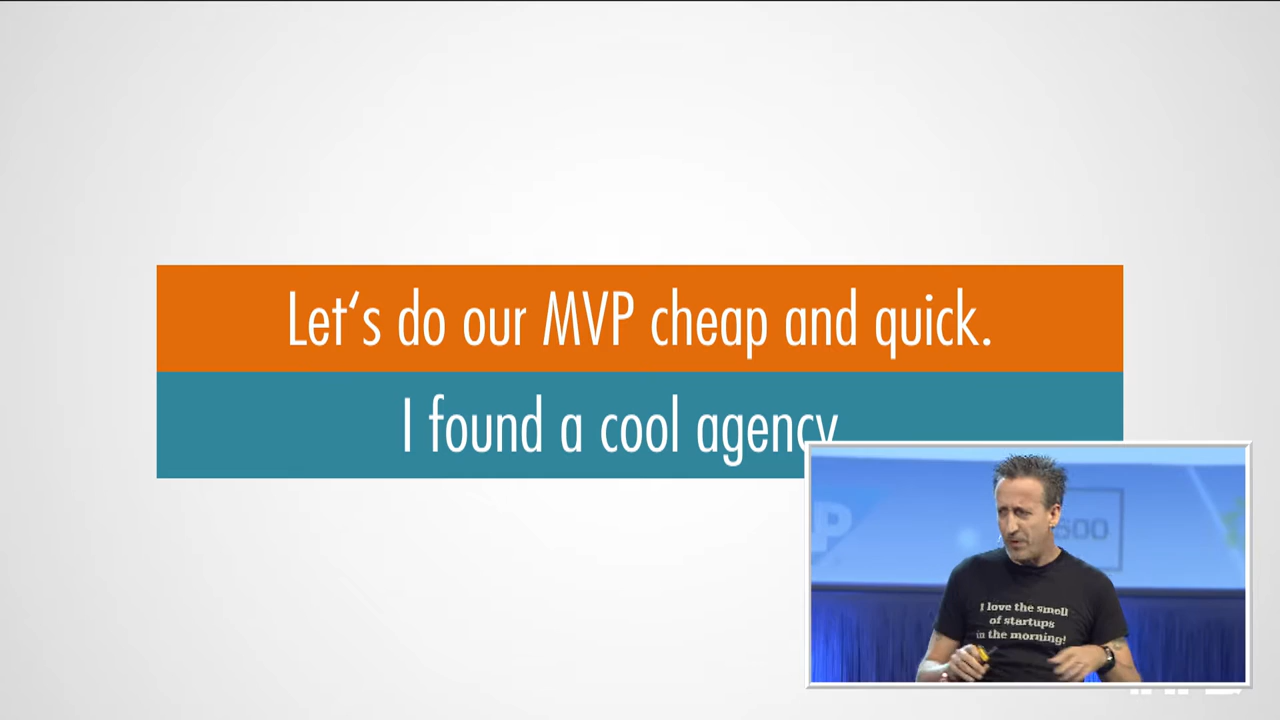 Let‘s do our MVP cheap and quick.
I found a cool agency
P
500
I love the smell
of startups
in the morning!